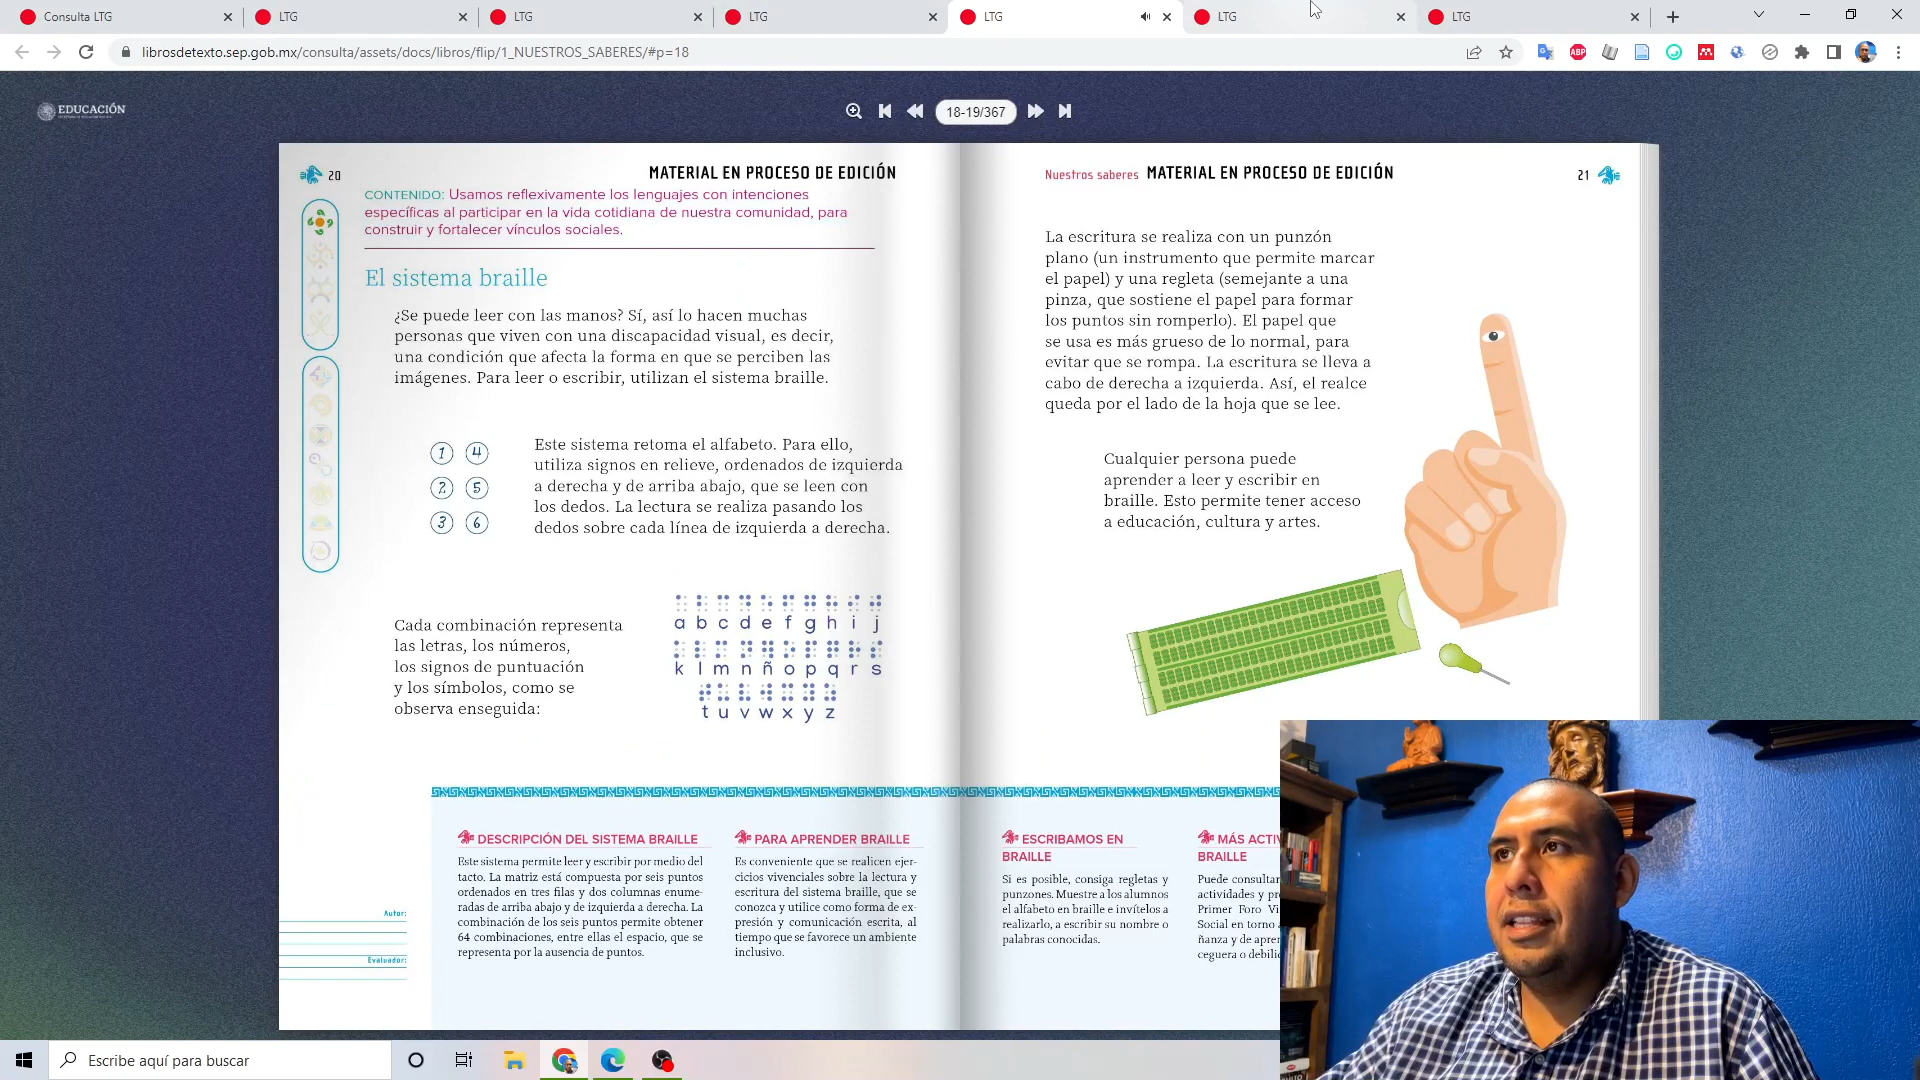 Consulta LTG
LTG
LTG
LTG
LTG
LTG
LTG
librosdetexto.sep.gob.mx/consulta/assets/docs/libros/flip/1_NUESTROS_SABERES/#p=18
ABP
EDUCACIÓN
18-19/367
20
MATERIAL EN PROCESO DE EDICIÓN
CONTENIDO: Usamos reflexivamente los lenguajes con intenciones
específicas al participar en la vida cotidiana de nuestra comunidad, para
construir y fortalecer vínculos sociales.
El sistema braille
¿Se puede leer con las manos? Sí, así lo hacen muchas
personas que viven con una discapacidad visual, es decir,
una condición que afecta la forma en que se perciben las
imágenes. Para leer o escribir, utilizan el sistema braille.
1 4
2 5
3 6
Este sistema retoma el alfabeto. Para ello,
utiliza signos en relieve, ordenados de izquierda
a derecha y de arriba abajo, que se leen con
los dedos. La lectura se realiza pasando los
dedos sobre cada línea de izquierda a derecha.
Cada combinación representa
las letras, los números,
los signos de puntuación
y los símbolos, como se
observa enseguida:
a b c d e f g h i j
k l m n ñ o p q r s
t u v w x y z
DESCRIPCIÓN DEL SISTEMA BRAILLE
Este sistema permite leer y escribir por medio del
tacto. La matriz está compuesta por seis puntos
ordenados en tres filas y dos columnas enume-
radas de arriba abajo y de izquierda a derecha. La
combinación de los seis puntos permite obtener
64 combinaciones, entre ellas el espacio, que se
representa por la ausencia de puntos.
PARA APRENDER BRAILLE
Es conveniente que se realicen ejer-
cicios vivenciales sobre la lectura y
escritura del sistema braille, que se
conozca y utilice como forma de ex-
presión y comunicación escrita, al
tiempo que se favorece un ambiente
inclusivo.
Autor:
Evaluador:
Nuestros saberes MATERIAL EN PROCESO DE EDICIÓN
21
La escritura se realiza con un punzón
plano (un instrumento que permite marcar
el papel) y una regleta (semejante a una
pinza, que sostiene el papel para formar
los puntos sin romperlo). El papel que
se usa es más grueso de lo normal, para
evitar que se rompa. La escritura se lleva a
cabo de derecha a izquierda. Así, el realce
queda por el lado de la hoja que se lee.
Cualquier persona puede
aprender a leer y escribir en
braille. Esto permite tener acceso
a educación, cultura y artes.
ESCRIBAMOS EN
BRAILLE
Si es posible, consiga regletas y
punzones. Muestre a los alumnos
el alfabeto en braille e invítelos a
realizarlo, a escribir su nombre o
palabras conocidas.
MÁS ACTI
BRAILLE
Puede consultar
actividades y pr
Primer Foro Vi
Social en torno a
ñanza y de apren
ceguera o debilid
Escribe aquí para buscar